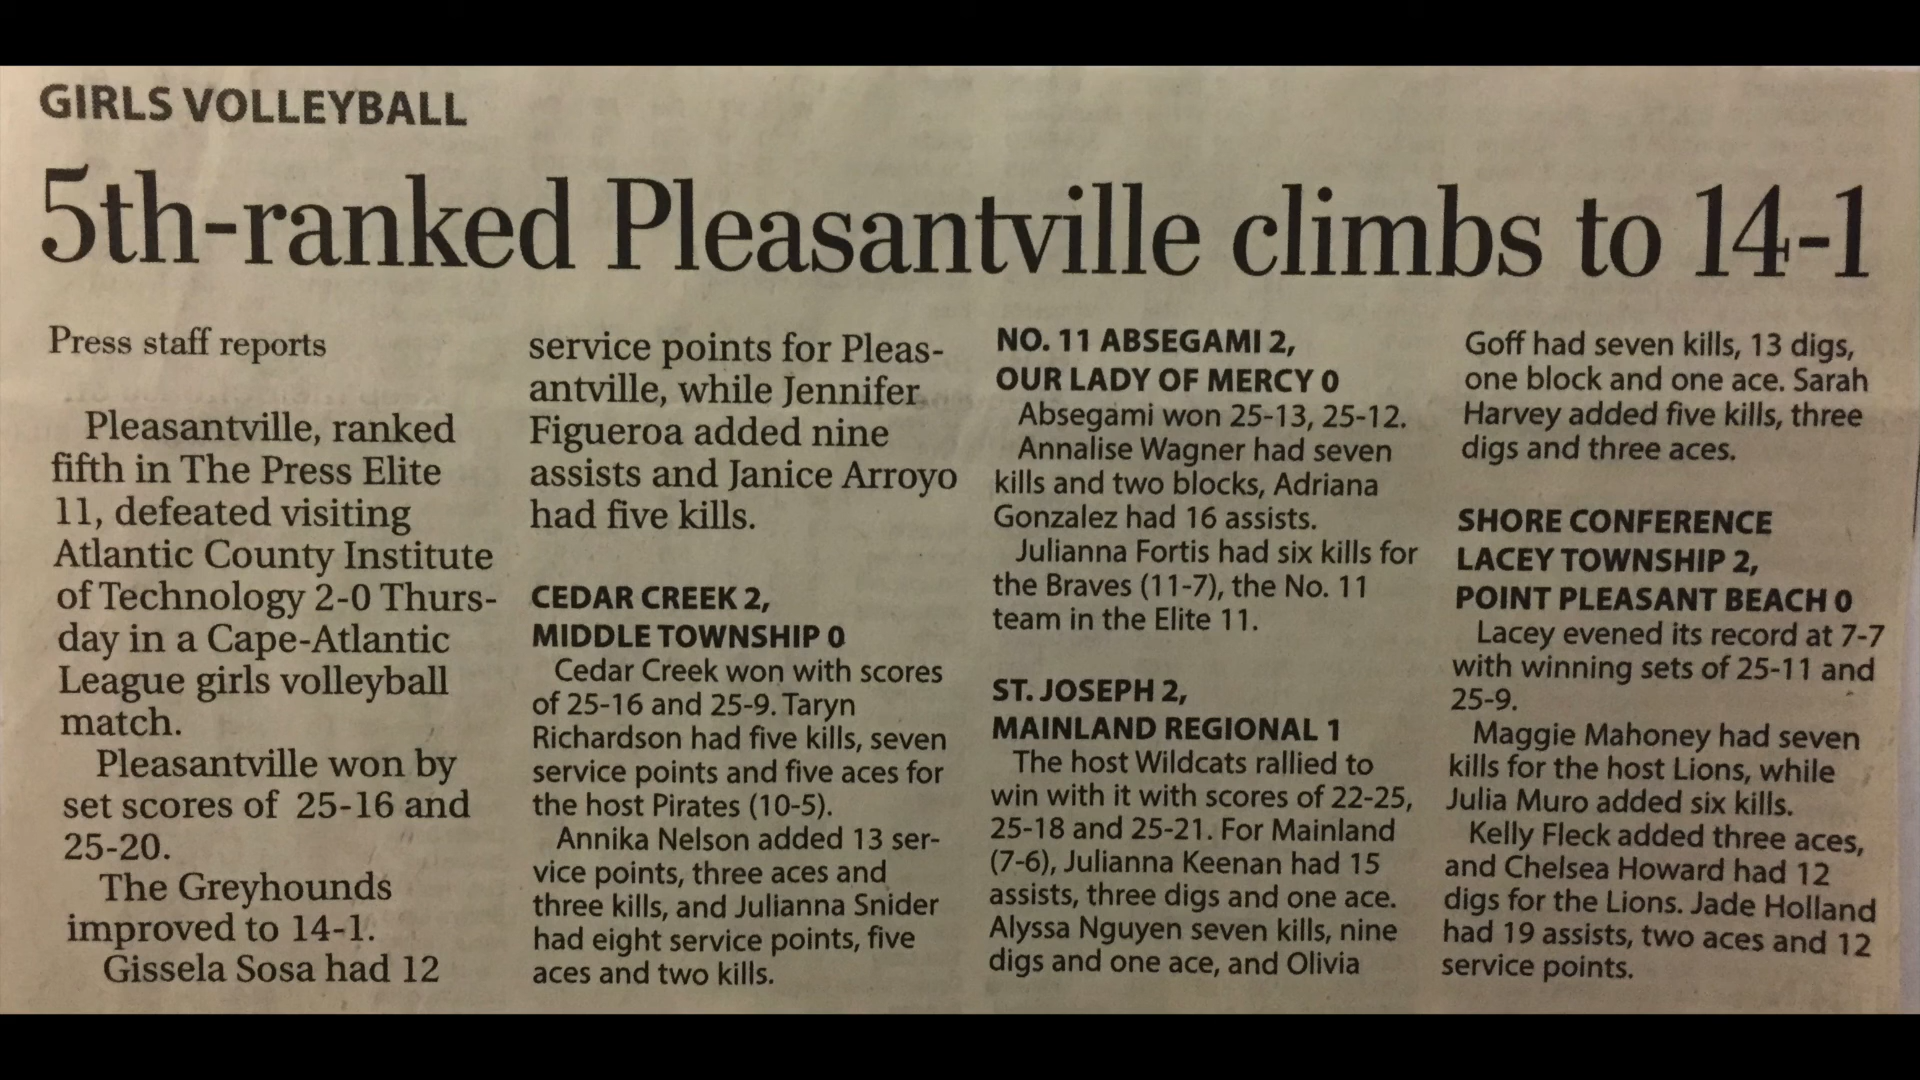 GIRLS VOLLEYBALL
5th-ranked Pleasantville climbs to 14-1
Press staff reports
Pleasantville, ranked
fifth in The Press Elite
11, defeated visiting
Atlantic County Institute
of Technology 2-0 Thurs-
day in a Cape-Atlantic
League girls volleyball
match.
Pleasantville won by
set scores of 25-16 and
25-20.
The Greyhounds
improved to 14-1.
Gissela Sosa had 12
service points for Pleas-
antville, while Jennifer
Figueroa added nine
assists and Janice Arroyo
had five kills.
CEDAR CREEK 2,
MIDDLE TOWNSHIP 0
Cedar Creek won with scores
of 25-16 and 25-9. Taryn
Richardson had five kills, seven
service points and five aces for
the host Pirates (10-5).
Annika Nelson added 13 ser-
vice points, three aces and
three kills, and Julianna Snider
had eight service points, five
aces and two kills.
NO. 11 ABSEGAMI 2,
OUR LADY OF MERCY 0
Absegami won 25-13, 25-12.
Annalise Wagner had seven
kills and two blocks, Adriana
Gonzalez had 16 assists.
Julianna Fortis had six kills for
the Braves (11-7), the No. 11
team in the Elite 11.
ST. JOSEPH 2,
MAINLAND REGIONAL 1
The host Wildcats rallied to
win with it with scores of 22-25,
25-18 and 25-21. For Mainland
(7-6), Julianna Keenan had 15
assists, three digs and one ace.
Alyssa Nguyen seven kills, nine
digs and one ace, and Olivia
Goff had seven kills, 13 digs,
one block and one ace. Sarah
Harvey added five kills, three
digs and three aces.
SHORE CONFERENCE
LACEY TOWNSHIP 2,
POINT PLEASANT BEACH 0
Lacey evened its record at 7-7
with winning sets of 25-11 and
25-9.
Maggie Mahoney had seven
kills for the host Lions, while
Julia Muro added six kills.
Kelly Fleck added three aces,
and Chelsea Howard had 12
digs for the Lions. Jade Holland
had 19 assists, two aces and 12
service points.